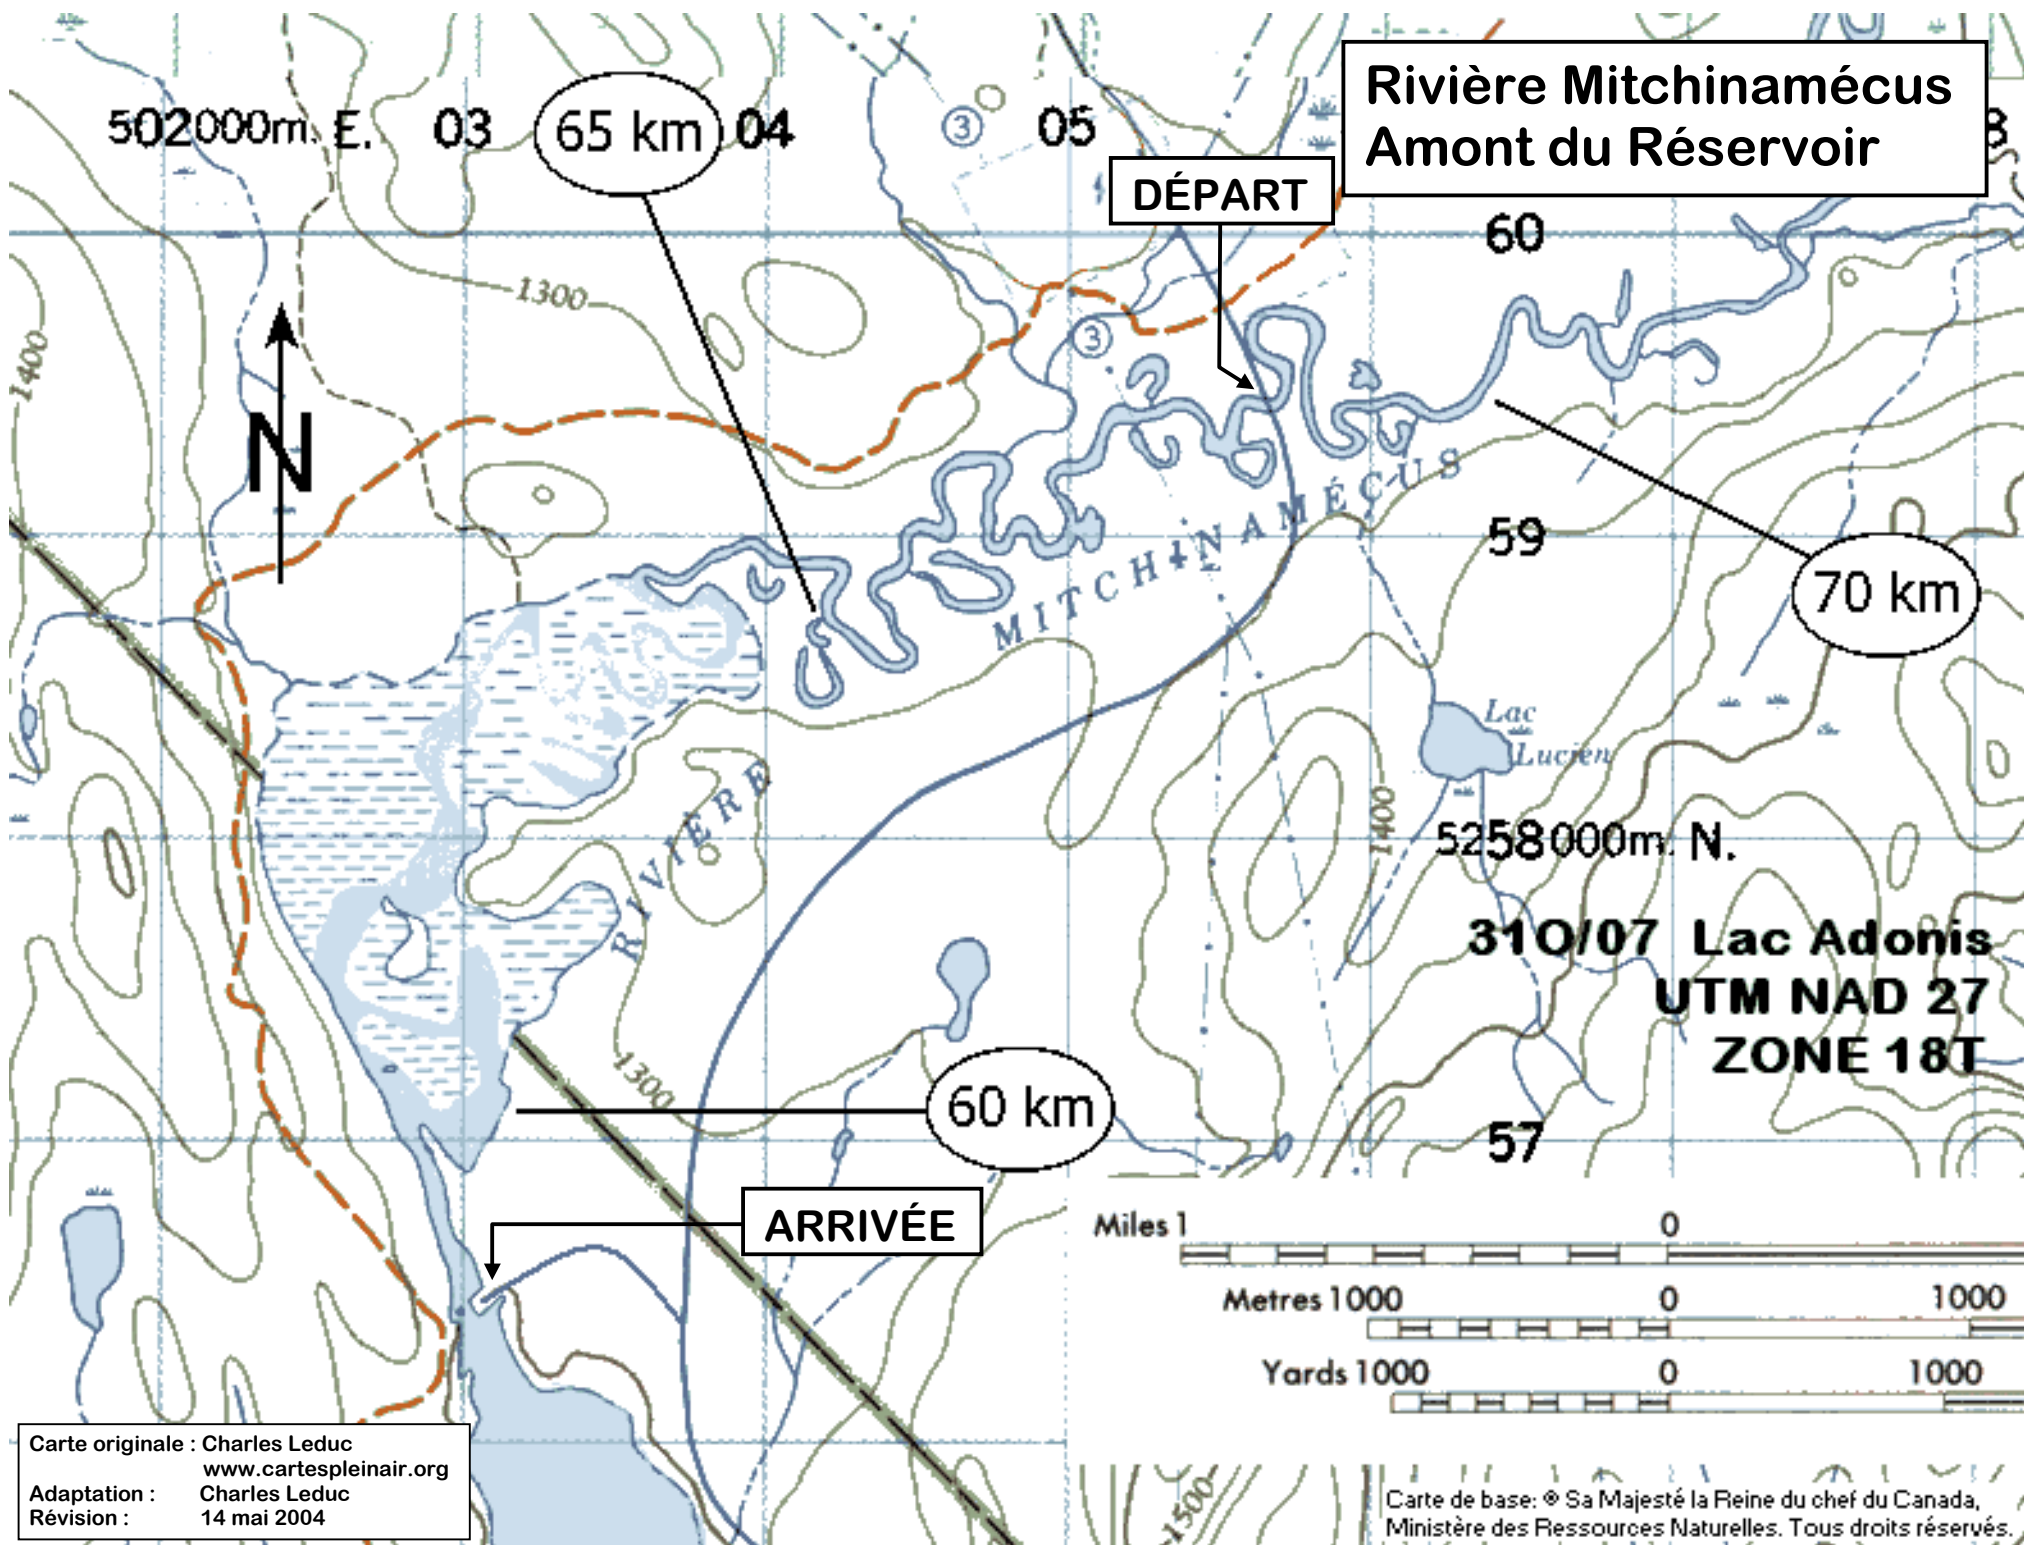 Rivière Mitchinamécus
Amont du Réservoir
502000m. E.
03
65 km
04
05
3
DÉPART
60
1300
1400
3
N
MITCHINAMÉCUS
59
70 km
Lac
Lucien
RIVIÈRE
1400
5258000m. N.
31O/07 Lac Adonis
UTM NAD 27
ZONE 18T
1300
60 km
57
ARRIVÉE
Miles 1 0
Metres 1000 0 1000
Yards 1000 0 1000
1500
Carte originale : Charles Leduc
www.cartespleinair.org
Adaptation : Charles Leduc
Révision : 14 mai 2004
Carte de base: © Sa Majesté la Reine du chef du Canada,
Ministère des Ressources Naturelles. Tous droits réservés.